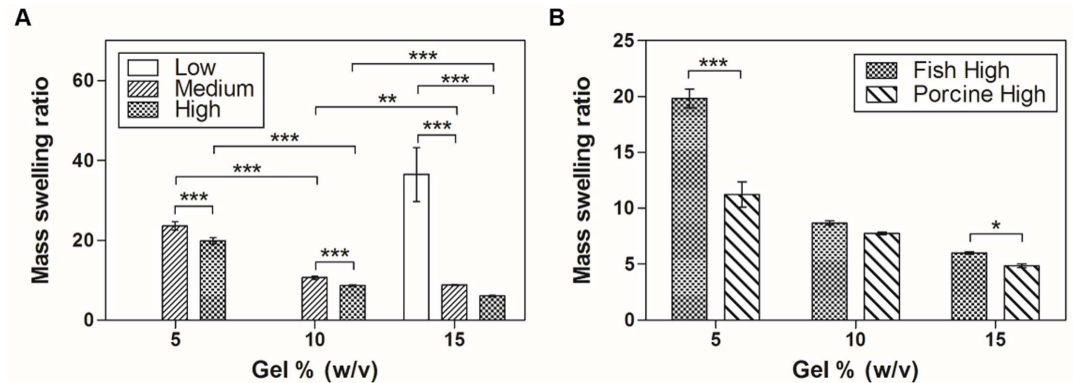 A
Mass swelling ratio
60
40
20
0
Low
Medium
High
***
***
**
***
***
***
***
***
5
10
15
Gel % (w/v)
B
Mass swelling ratio
25
20
15
10
5
0
Fish High
Porcine High
***
*
5
10
15
Gel % (w/v)